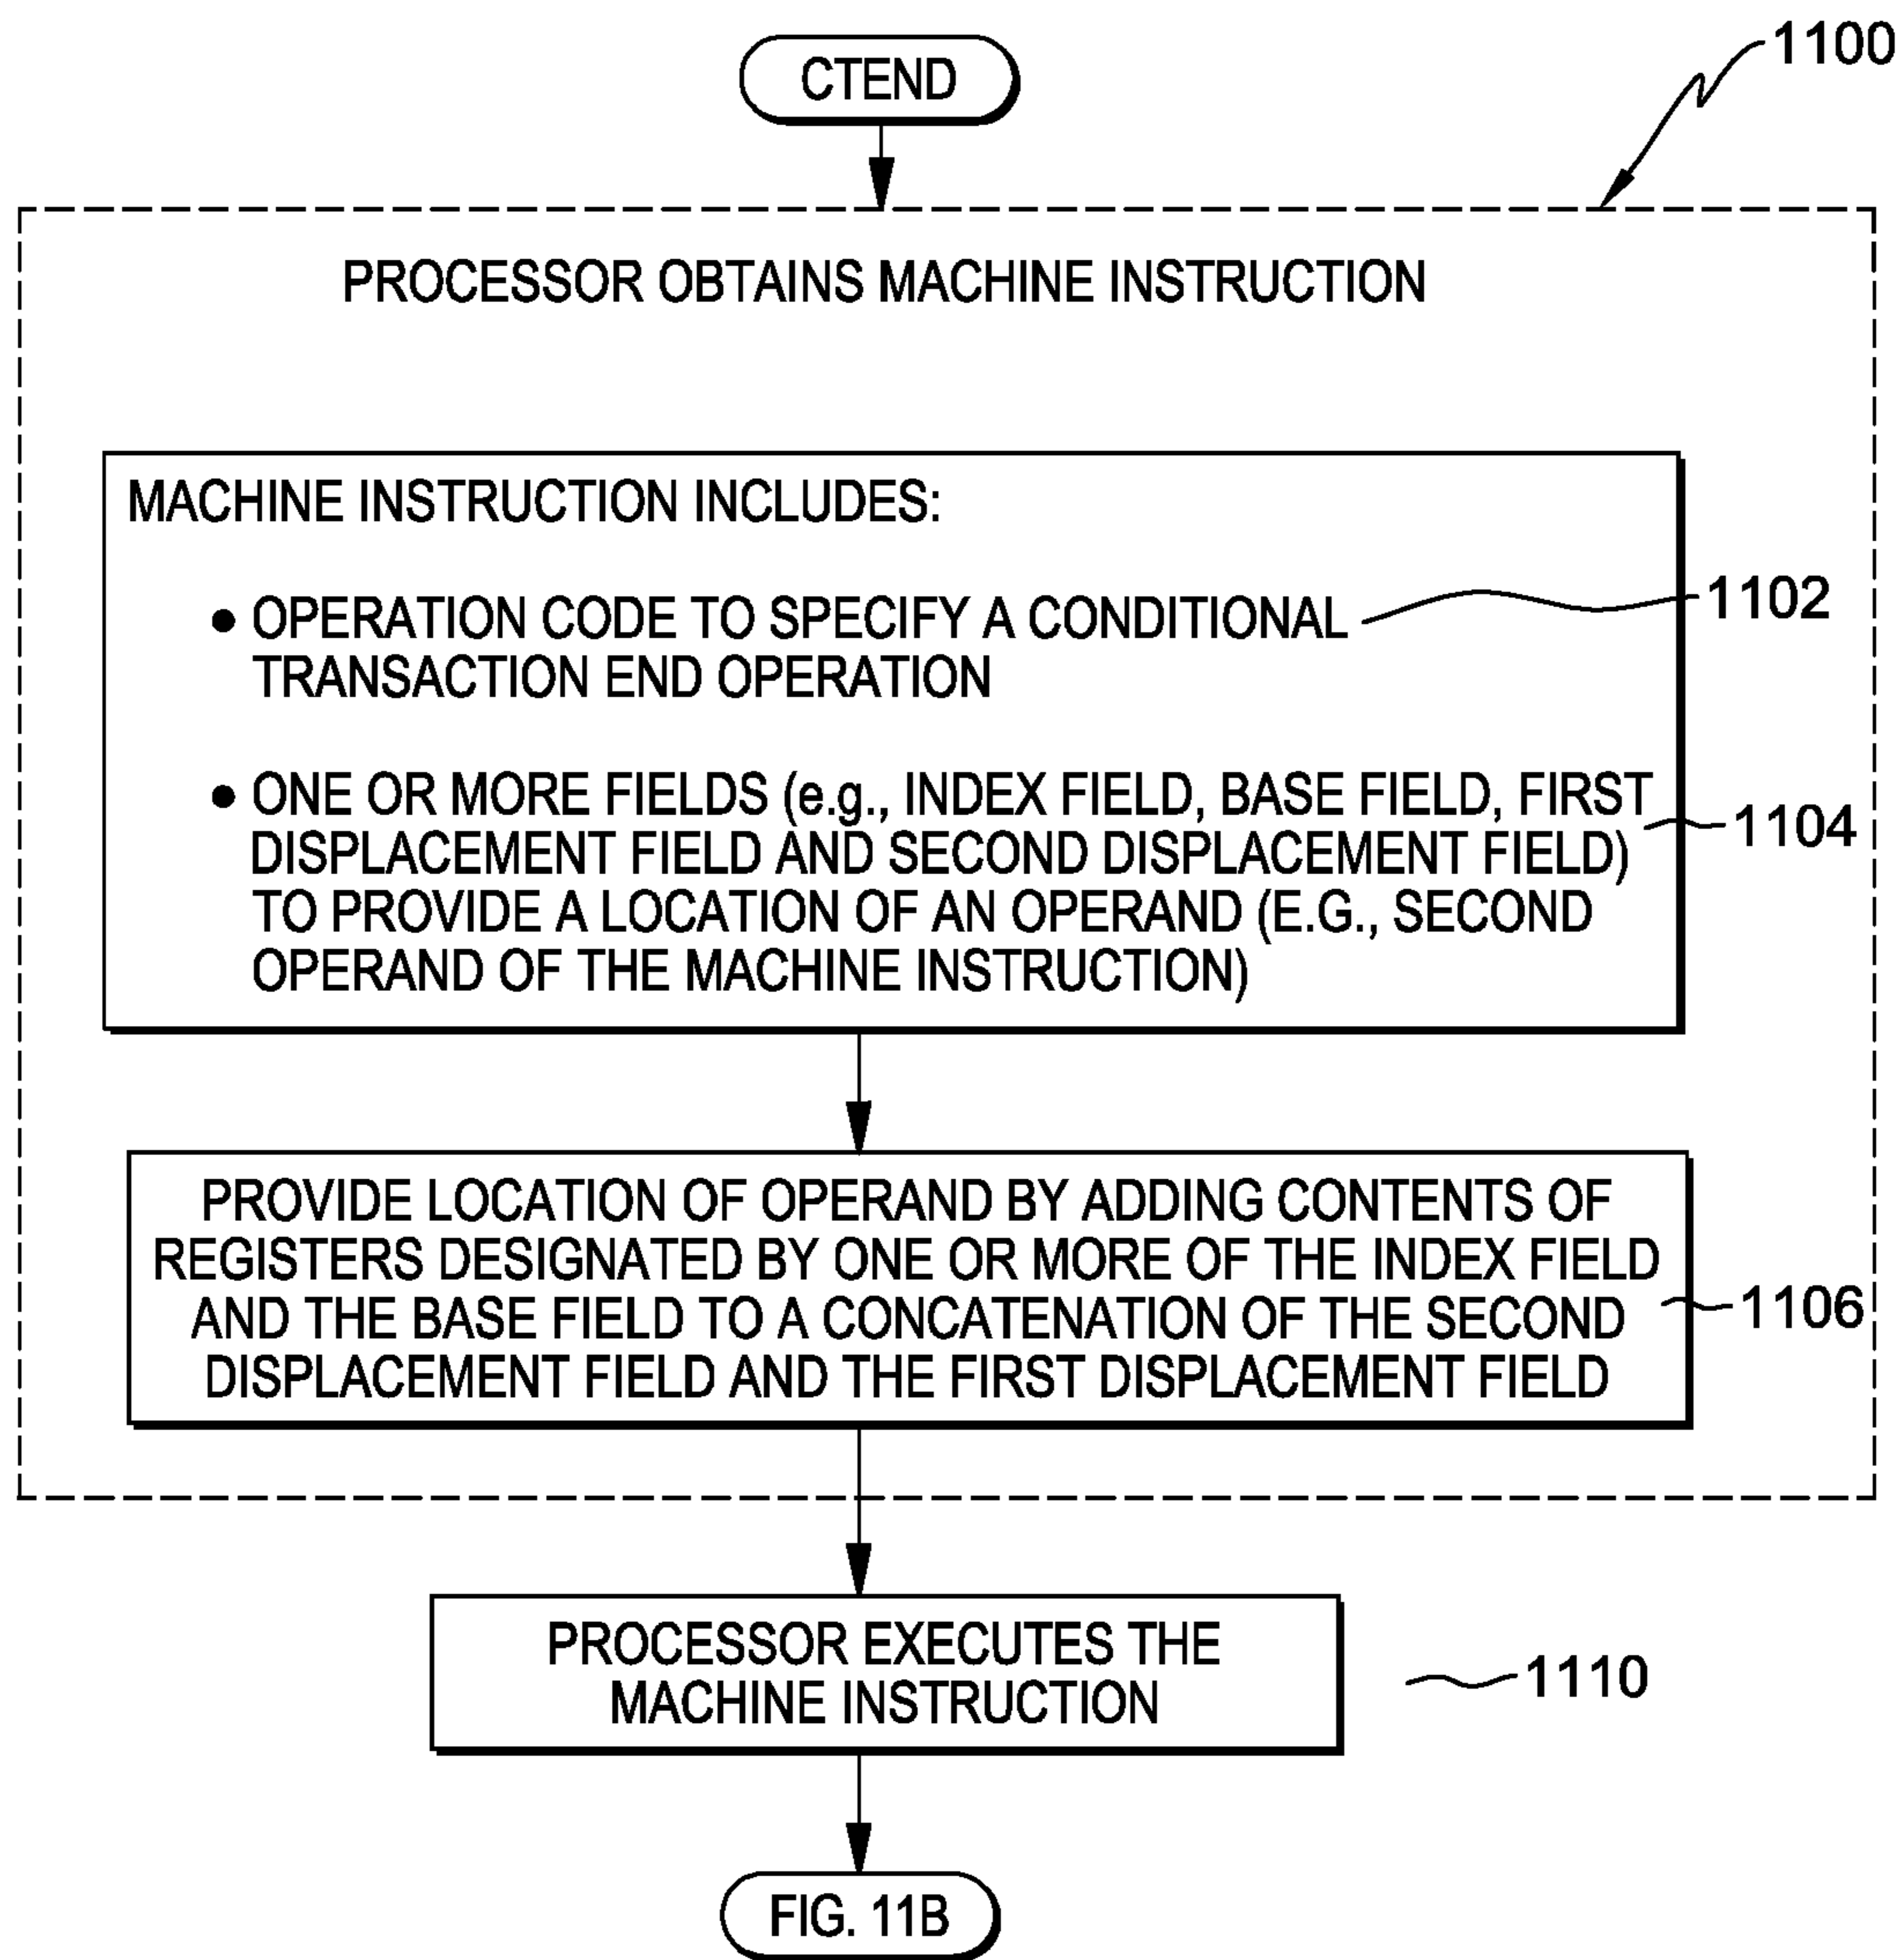 1100
CTEND
PROCESSOR OBTAINS MACHINE INSTRUCTION
MACHINE INSTRUCTION INCLUDES:
● OPERATION CODE TO SPECIFY A CONDITIONAL
TRANSACTION END OPERATION
1102
● ONE OR MORE FIELDS (e.g., INDEX FIELD, BASE FIELD, FIRST
DISPLACEMENT FIELD AND SECOND DISPLACEMENT FIELD)
TO PROVIDE A LOCATION OF AN OPERAND (E.G., SECOND
OPERAND OF THE MACHINE INSTRUCTION)
1104
PROVIDE LOCATION OF OPERAND BY ADDING CONTENTS OF
REGISTERS DESIGNATED BY ONE OR MORE OF THE INDEX FIELD
AND THE BASE FIELD TO A CONCATENATION OF THE SECOND
DISPLACEMENT FIELD AND THE FIRST DISPLACEMENT FIELD
1106
PROCESSOR EXECUTES THE
MACHINE INSTRUCTION
1110
FIG. 11B